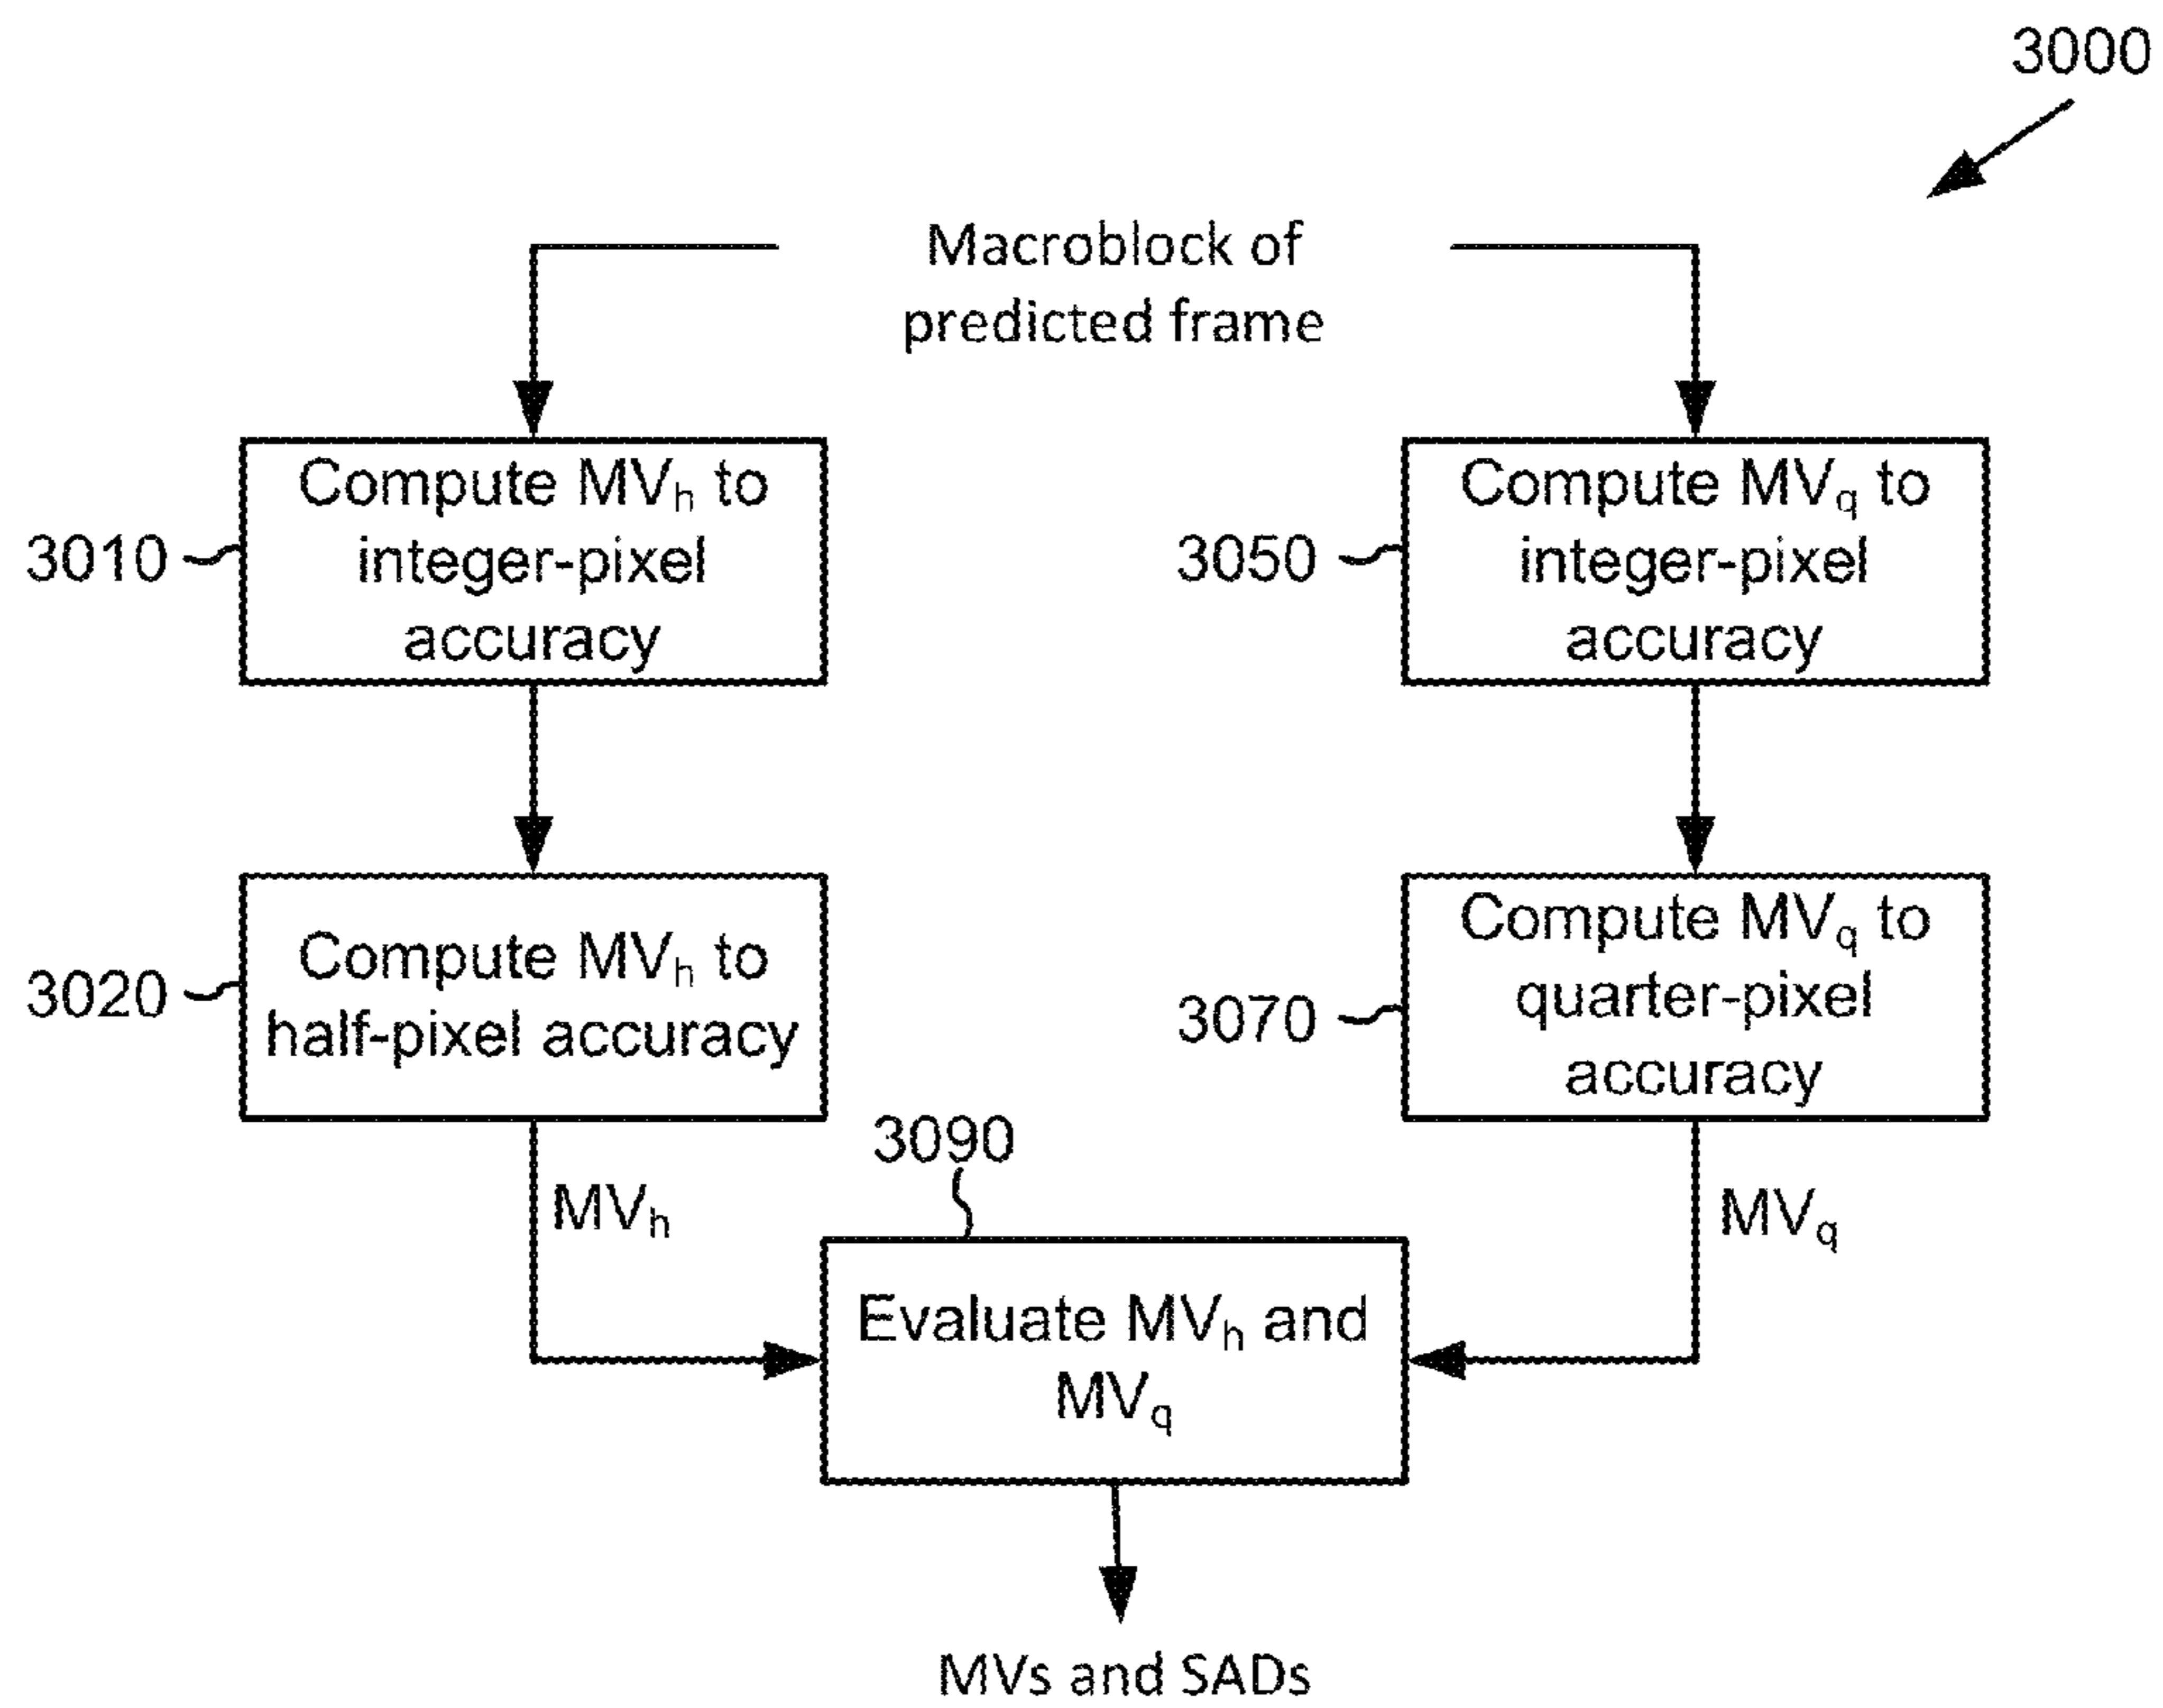 3000
Macroblock of
predicted frame
Compute MVh to
integer-pixel
accuracy
3010
Compute MVq to
integer-pixel
accuracy
3050
Compute MVh to
half-pixel accuracy
3020
Compute MVq to
quarter-pixel
accuracy
3070
3090
MVh
MVq
Evaluate MVh and
MVq
MVs and SADs